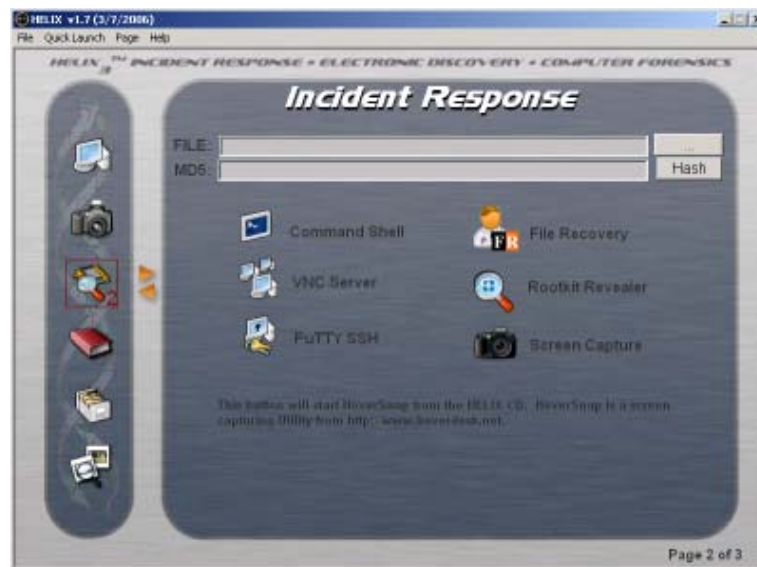 HELIX v1.7 (3/7/2006)
File Quick Launch Page Help
HELIX3™ INCIDENT RESPONSE • ELECTRONIC DISCOVERY • COMPUTER FORENSICS
Incident Response
FILE: ...
MD5: Hash
Command Shell
File Recovery
VNC Server
Rootkit Revealer
PuTTY SSH
Screen Capture
This button will start HoverSnap from the HELIX CD. HoverSnap is a screen
capturing Utility from http: www.hoverdesk.net.
2
FR
Page 2 of 3